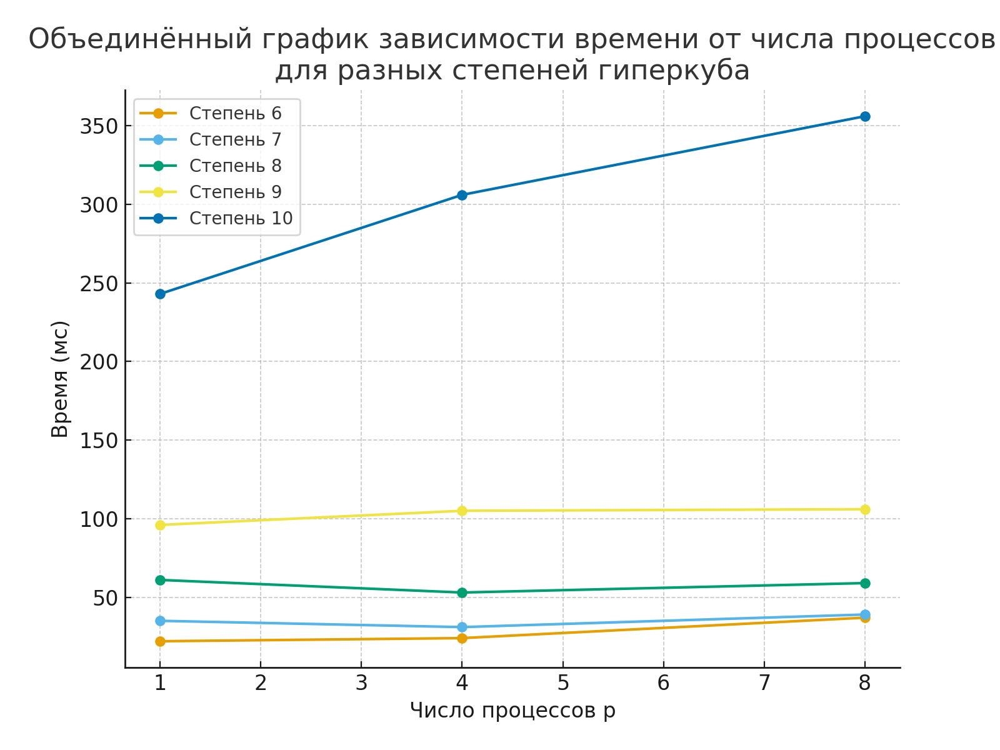 Объединённый график зависимости времени от числа процессов
для разных степеней гиперкуба
Степень 6
Степень 7
Степень 8
Степень 9
Степень 10
350
300
250
200
150
100
50
Время (мс)
1 2 3 4 5 6 7 8
Число процессов p